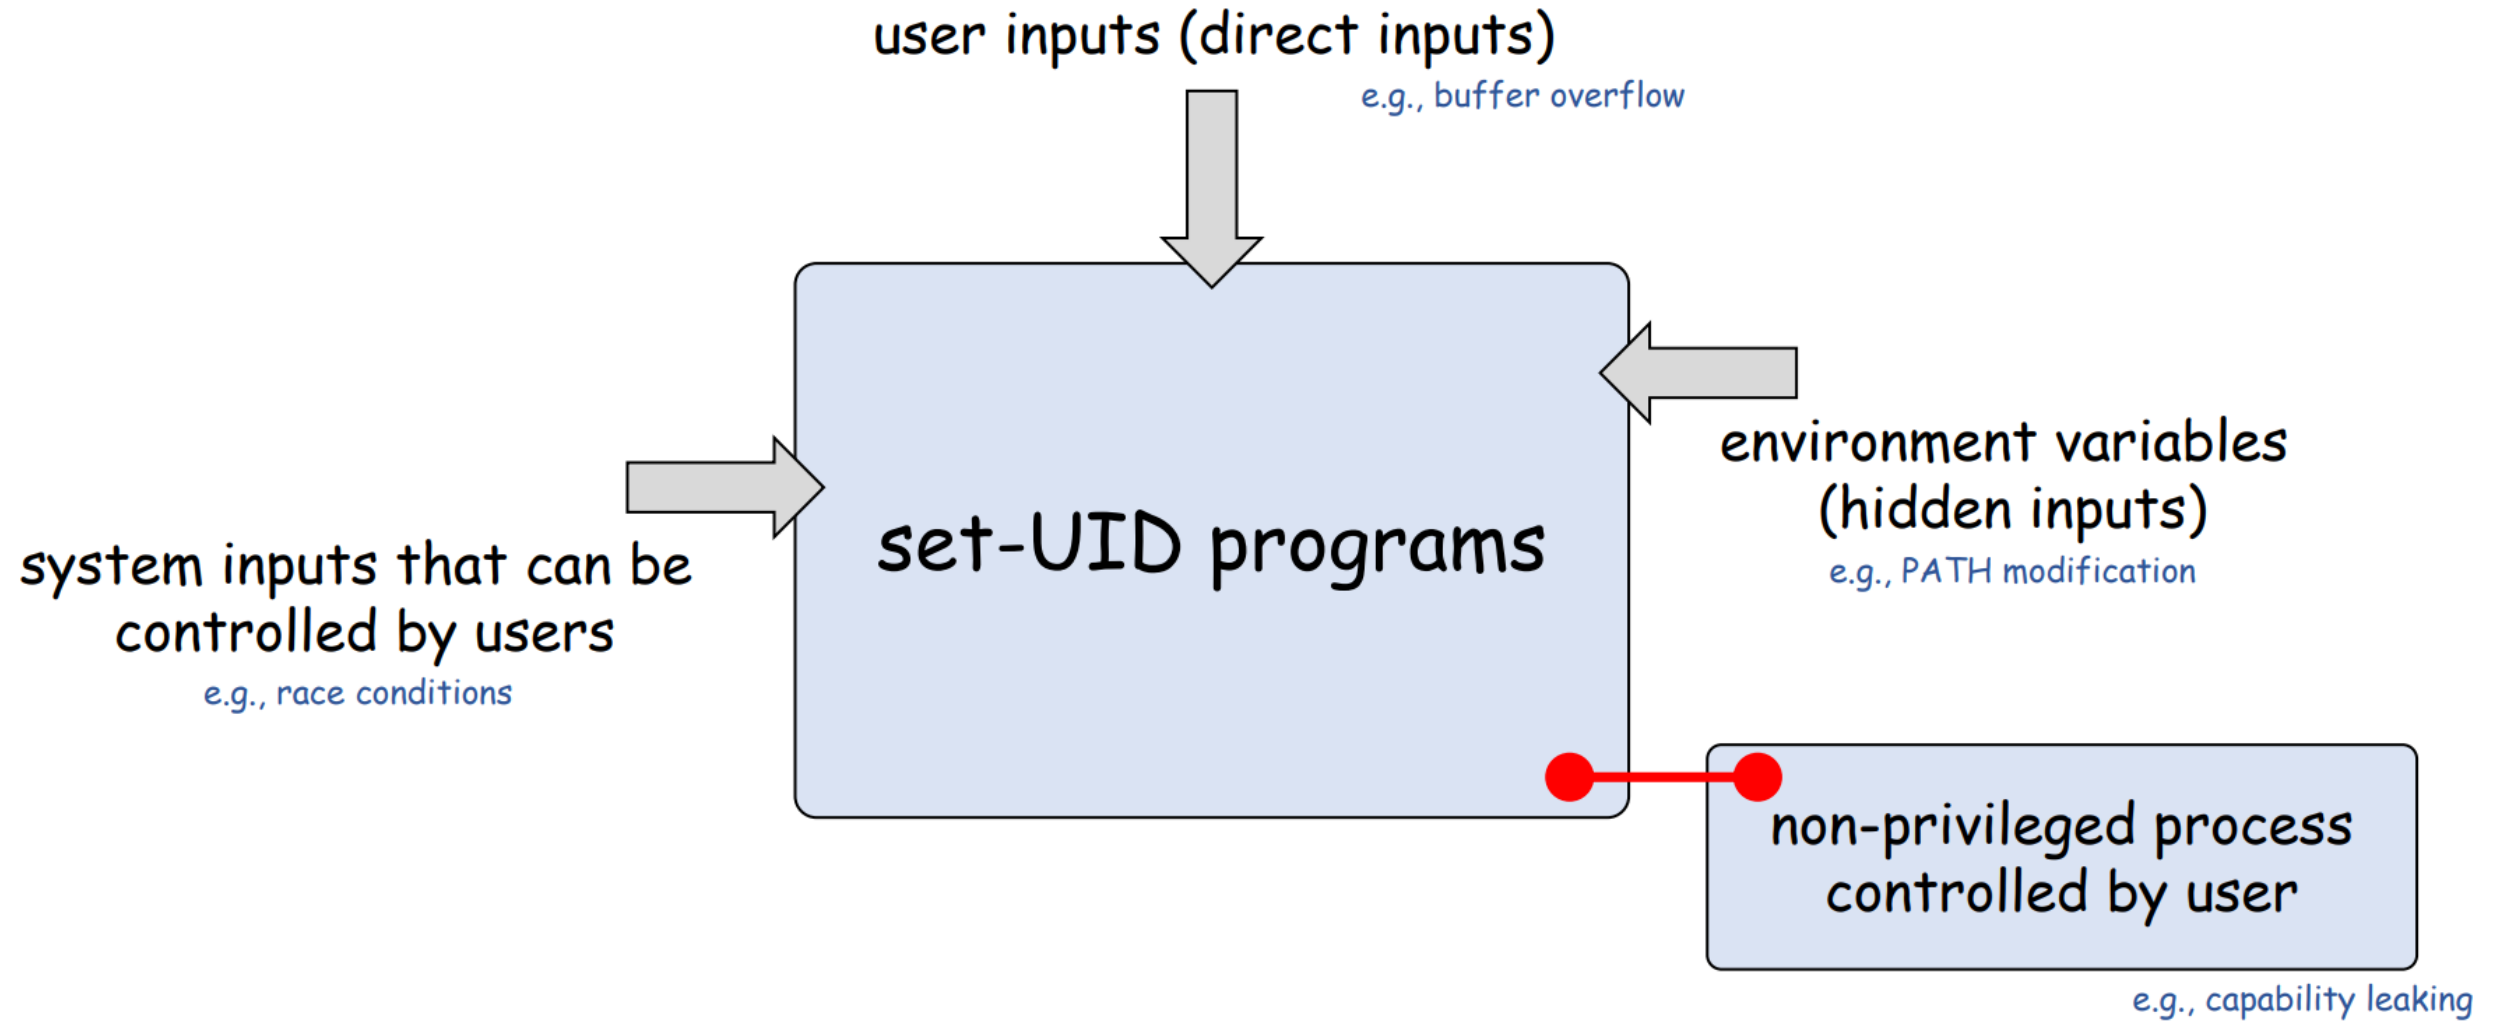 user inputs (direct inputs)
e.g., buffer overflow
environment variables
(hidden inputs)
e.g., PATH modification
set-UID programs
system inputs that can be
controlled by users
e.g., race conditions
non-privileged process
controlled by user
e.g., capability leaking